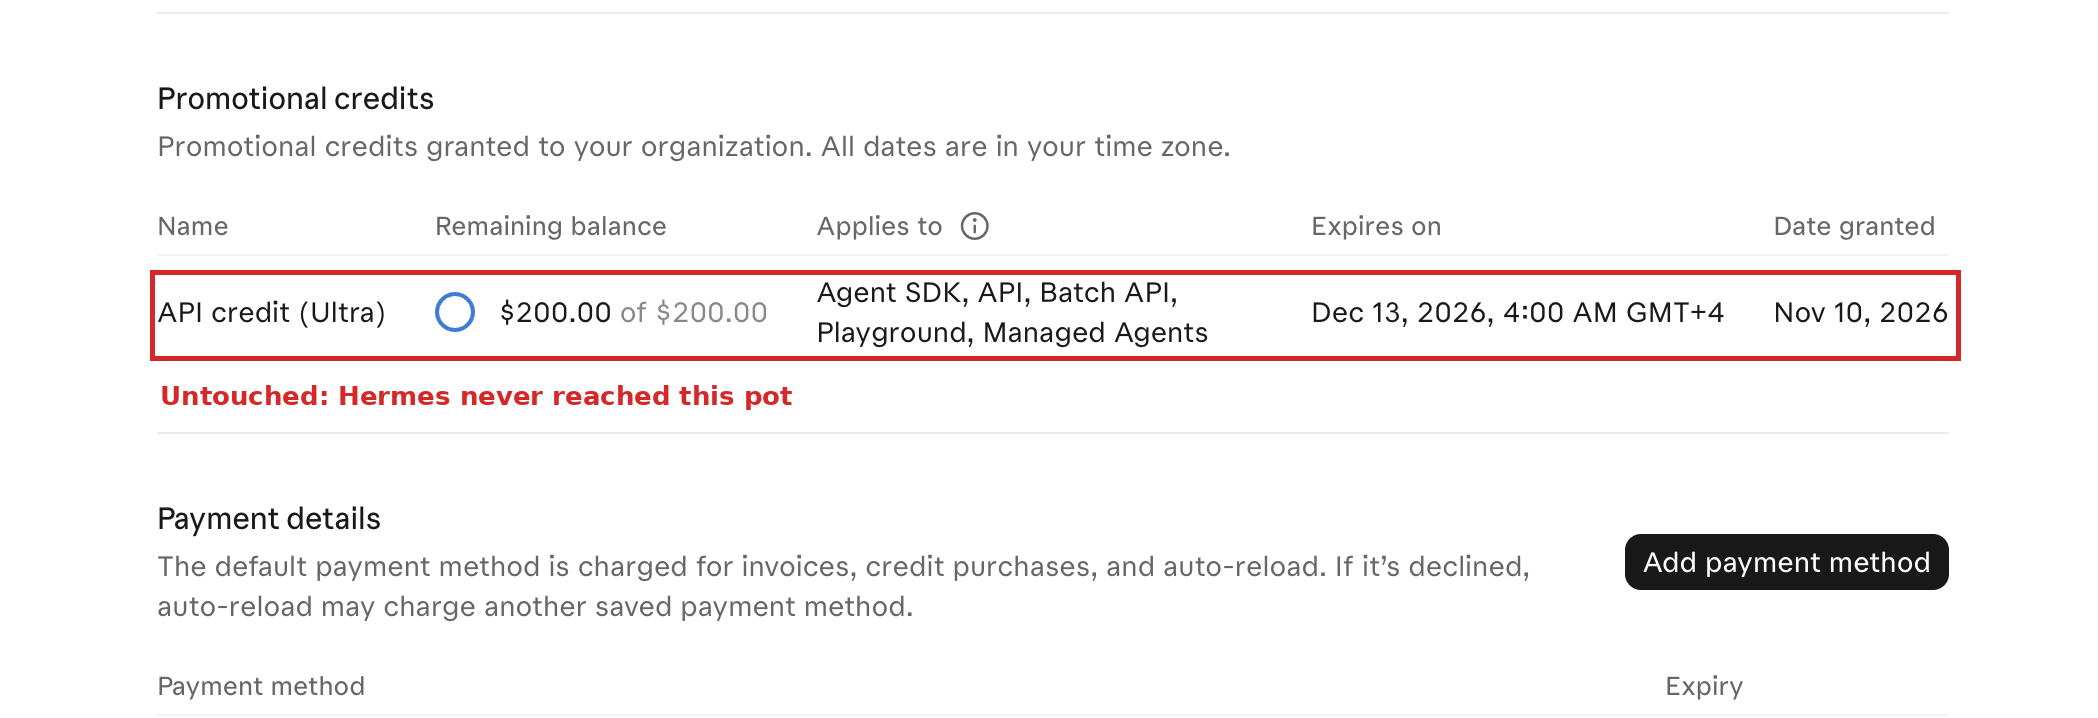 Promotional credits
Promotional credits granted to your organization. All dates are in your time zone.
Name Remaining balance Applies to Expires on Date granted
API credit (Ultra) $200.00 of $200.00 Agent SDK, API, Batch API, Playground, Managed Agents Dec 13, 2026, 4:00 AM GMT+4 Nov 10, 2026
Untouched: Hermes never reached this pot
Payment details
The default payment method is charged for invoices, credit purchases, and auto-reload. If it’s declined,
auto-reload may charge another saved payment method.
Add payment method
Payment method Expiry